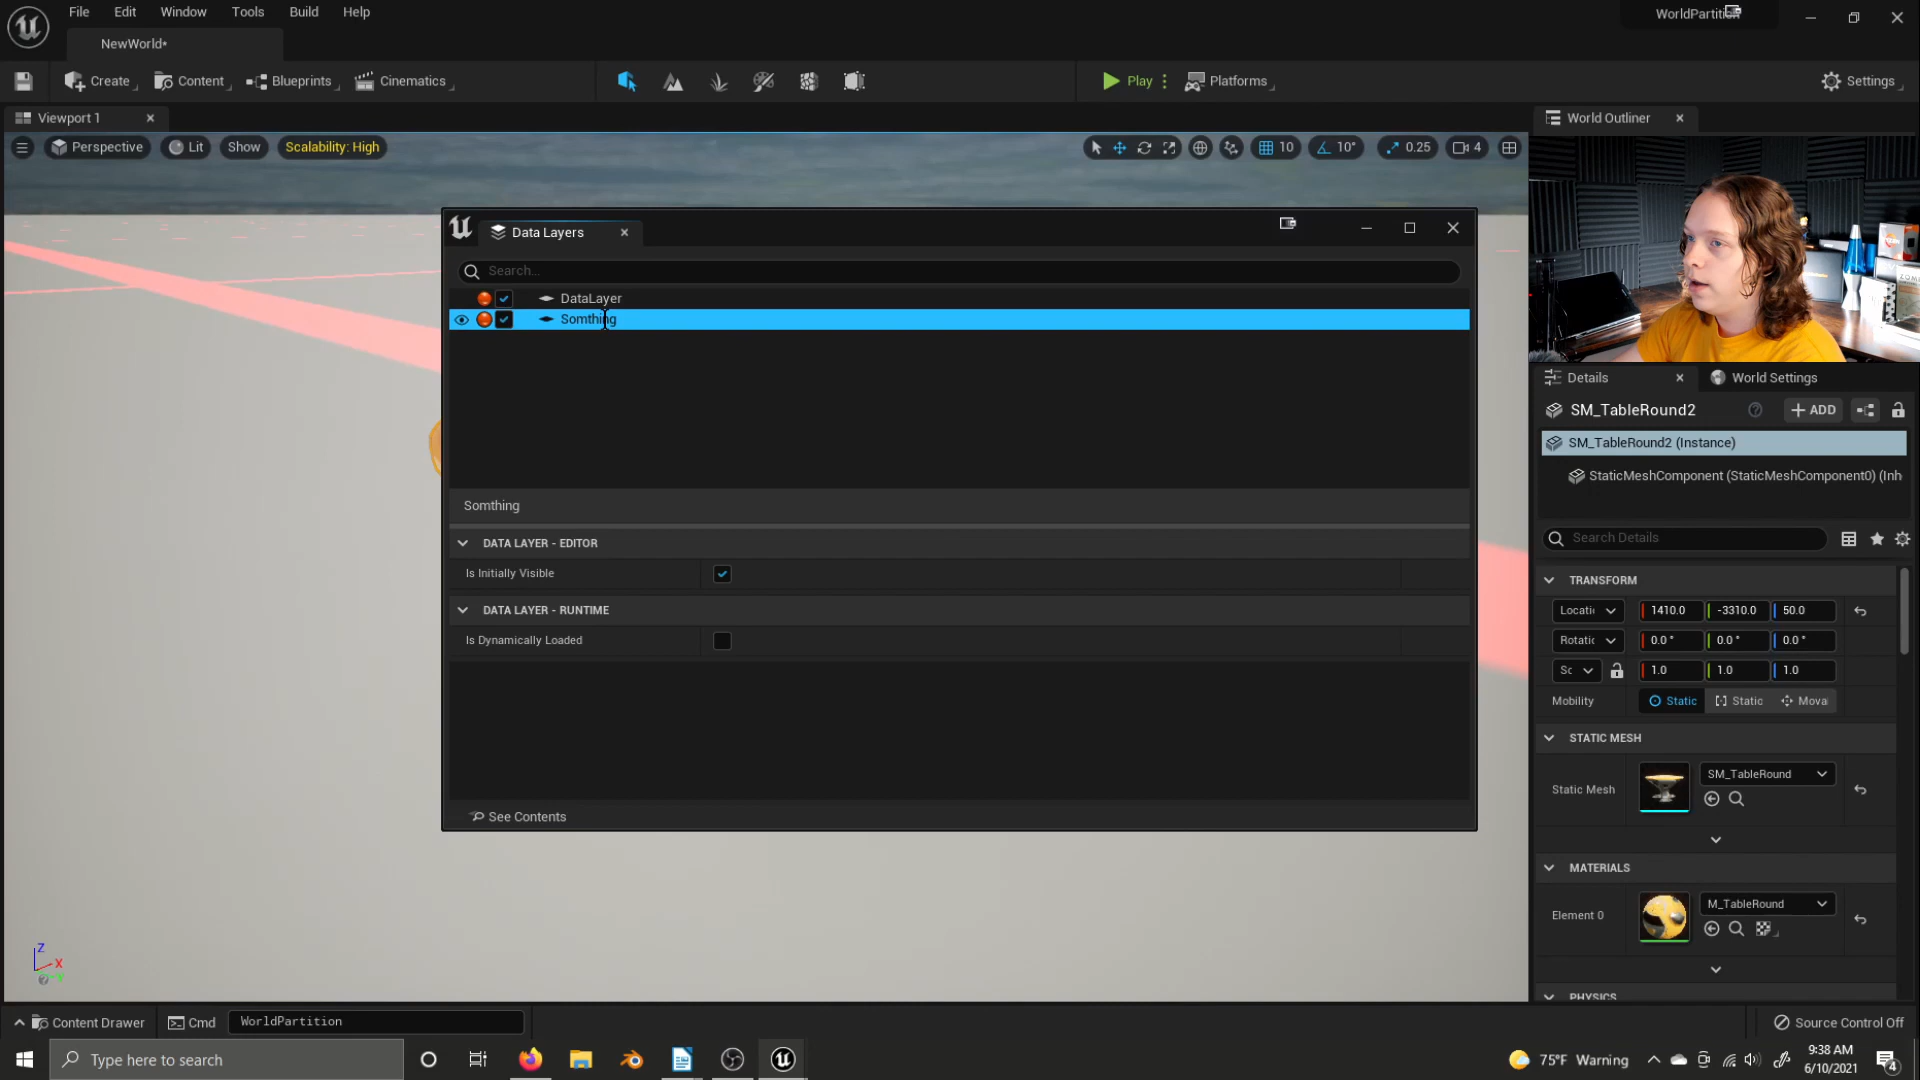 File Edit Window Tools Build Help
WorldPartition
NewWorld*
Create Content Blueprints Cinematics Play Platforms Settings
Viewport 1
World Outliner
Perspective Lit Show Scalability: High 10 10° 0.25 4
Data Layers
Search...
DataLayer
Somthing
Somthing
DATA LAYER - EDITOR
Is Initially Visible
DATA LAYER - RUNTIME
Is Dynamically Loaded
See Contents
Details World Settings
SM_TableRound2 ADD
SM_TableRound2 (Instance)
StaticMeshComponent (StaticMeshComponent0) (Inh
Search Details
TRANSFORM
Locati 1410.0 -3310.0 50.0
Rotatic 0.0 ° 0.0 ° 0.0 °
Sc 1.0 1.0 1.0
Mobility Static Static Mova
STATIC MESH
Static Mesh SM_TableRound
MATERIALS
Element 0 M_TableRound
PHYSICS
Z
X
Content Drawer Cmd WorldPartition Source Control Off
Type here to search 75°F Warning 9:38 AM
6/10/2021
4